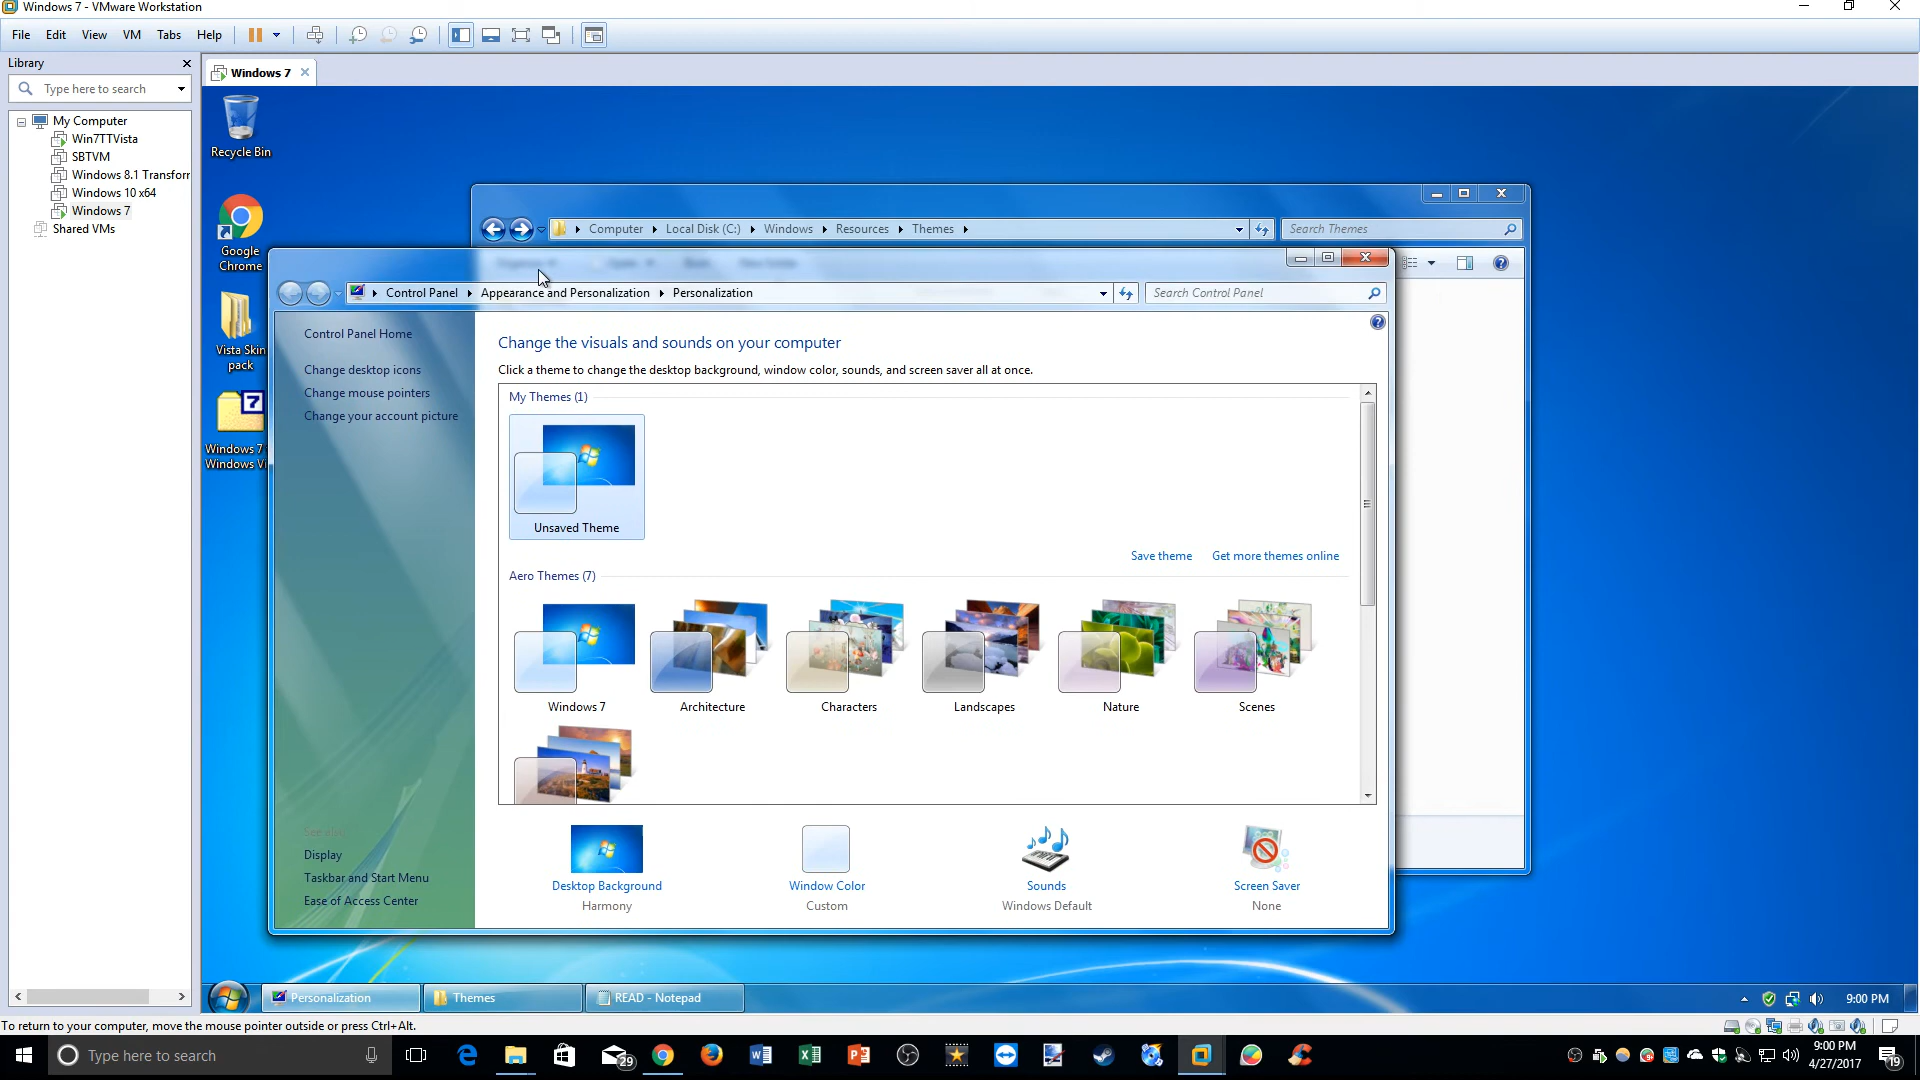 Windows 7 - VMware Workstation
File Edit View VM Tabs Help
Library
Type here to search
My Computer
Win7TTVista
SBTVM
Windows 8.1 Transforr
Windows 10 x64
Windows 7
Shared VMs
Windows 7
Recycle Bin
Google
Chrome
Vista Skin
pack
7
Windows 7
Windows Vi
Computer Local Disk (C:) Windows Resources Themes
Search Themes
Control Panel Appearance and Personalization Personalization
Search Control Panel
Control Panel Home
Change desktop icons
Change mouse pointers
Change your account picture
See also
Display
Taskbar and Start Menu
Ease of Access Center
Change the visuals and sounds on your computer
Click a theme to change the desktop background, window color, sounds, and screen saver all at once.
My Themes (1)
Unsaved Theme
Save theme Get more themes online
Aero Themes (7)
Windows 7 Architecture Characters Landscapes Nature Scenes
Desktop Background
Harmony
Window Color
Custom
Sounds
Windows Default
Screen Saver
None
Personalization
Themes
READ - Notepad
9:00 PM
To return to your computer, move the mouse pointer outside or press Ctrl+Alt.
Type here to search
29
9:00 PM
4/27/2017
19